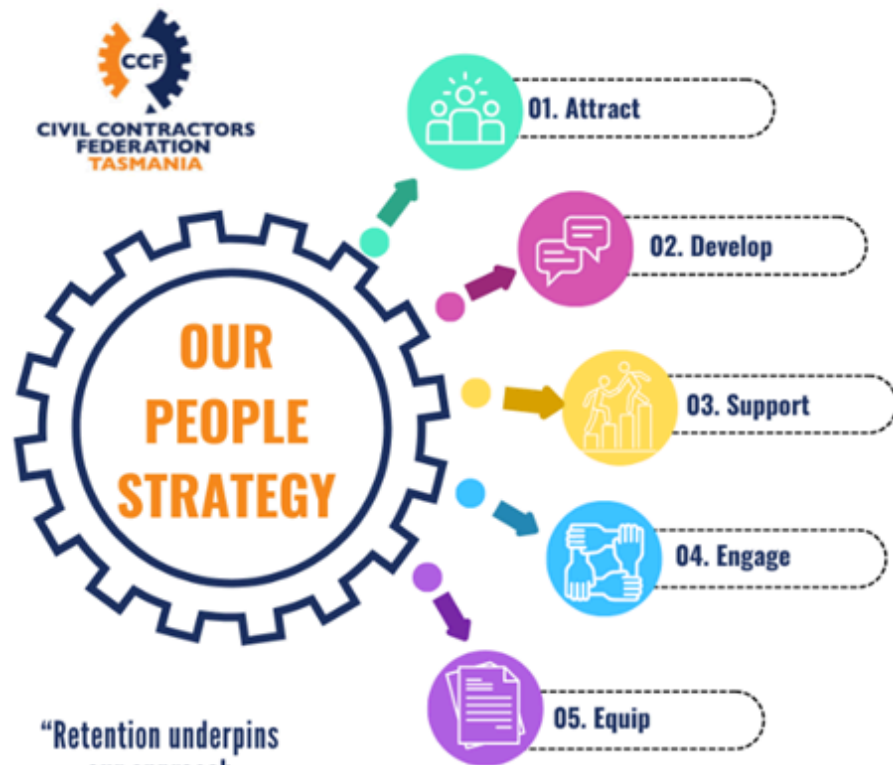 CCF
CIVIL CONTRACTORS
FEDERATION
TASMANIA
01. Attract
02. Develop
OUR
PEOPLE
STRATEGY
03. Support
04. Engage
05. Equip
“Retention underpins